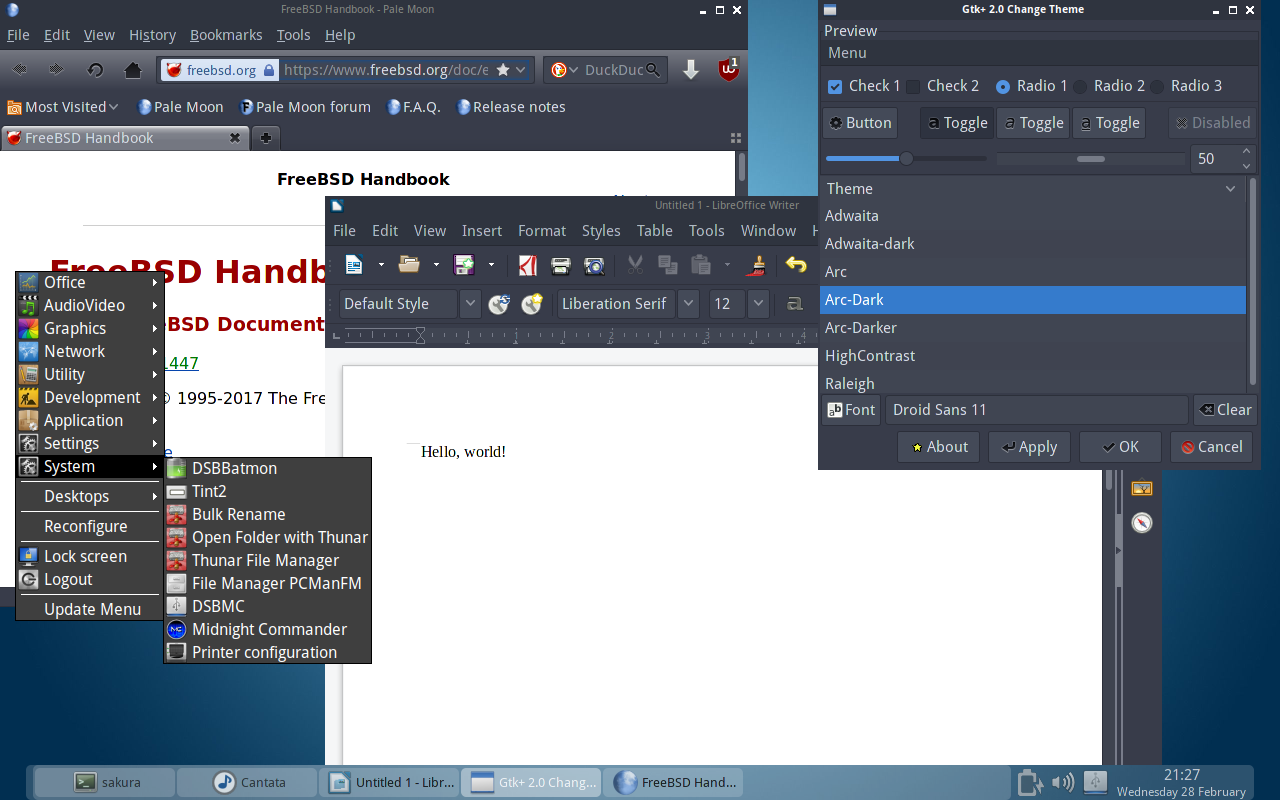 FreeBSD Handbook - Pale Moon
File Edit View History Bookmarks Tools Help
freebsd.org https://www.freebsd.org/doc/e DuckDuc
Most Visited Pale Moon Pale Moon forum F.A.Q. Release notes
FreeBSD Handbook
FreeBSD Handbook
FreeBSD Handb
BSD Document
447
1995-2017 The Fre
Office
AudioVideo
Graphics
Network
Utility
Development
Application
Settings
System
Desktops
Reconfigure
Lock screen
Logout
Update Menu
DSBBatmon
Tint2
Bulk Rename
Open Folder with Thunar
Thunar File Manager
File Manager PCManFM
DSBMC
Midnight Commander
Printer configuration
Untitled 1 - LibreOffice Writer
File Edit View Insert Format Styles Table Tools Window H
Default Style Liberation Serif 12 a
1 2 3 4
Hello, world!
Gtk+ 2.0 Change Theme
Preview
Menu
Check 1 Check 2 Radio 1 Radio 2 Radio 3
Button a Toggle a Toggle a Toggle Disabled
50
Theme
Adwaita
Adwaita-dark
Arc
Arc-Dark
Arc-Darker
HighContrast
Raleigh
Font Droid Sans 11 Clear
About Apply OK Cancel
sakura Cantata Untitled 1 - Libr... Gtk+ 2.0 Chang... FreeBSD Hand...
21:27
Wednesday 28 February